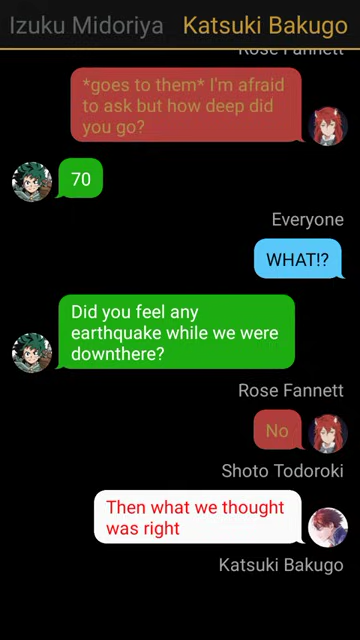 Izuku Midoriya Katsuki Bakugo
Rose Fannett
*goes to them* I'm afraid
to ask but how deep did
you go?
70
Everyone
WHAT!?
Did you feel any
earthquake while we were
downthere?
Rose Fannett
No
Shoto Todoroki
Then what we thought
was right
Katsuki Bakugo